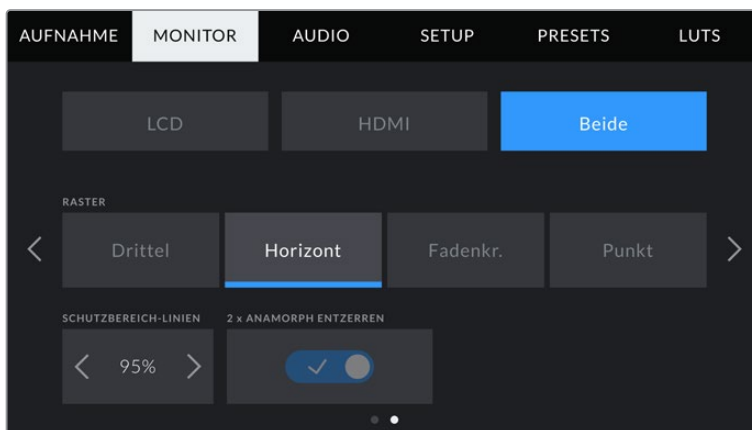 AUFNAHME MONITOR AUDIO SETUP PRESETS LUTS
LCD HDMI Beide
RASTER
Drittel Horizont Fadenkr. Punkt
SCHUTZBEREICH-LINIEN 2 x ANAMORPH ENTZERREN
95%